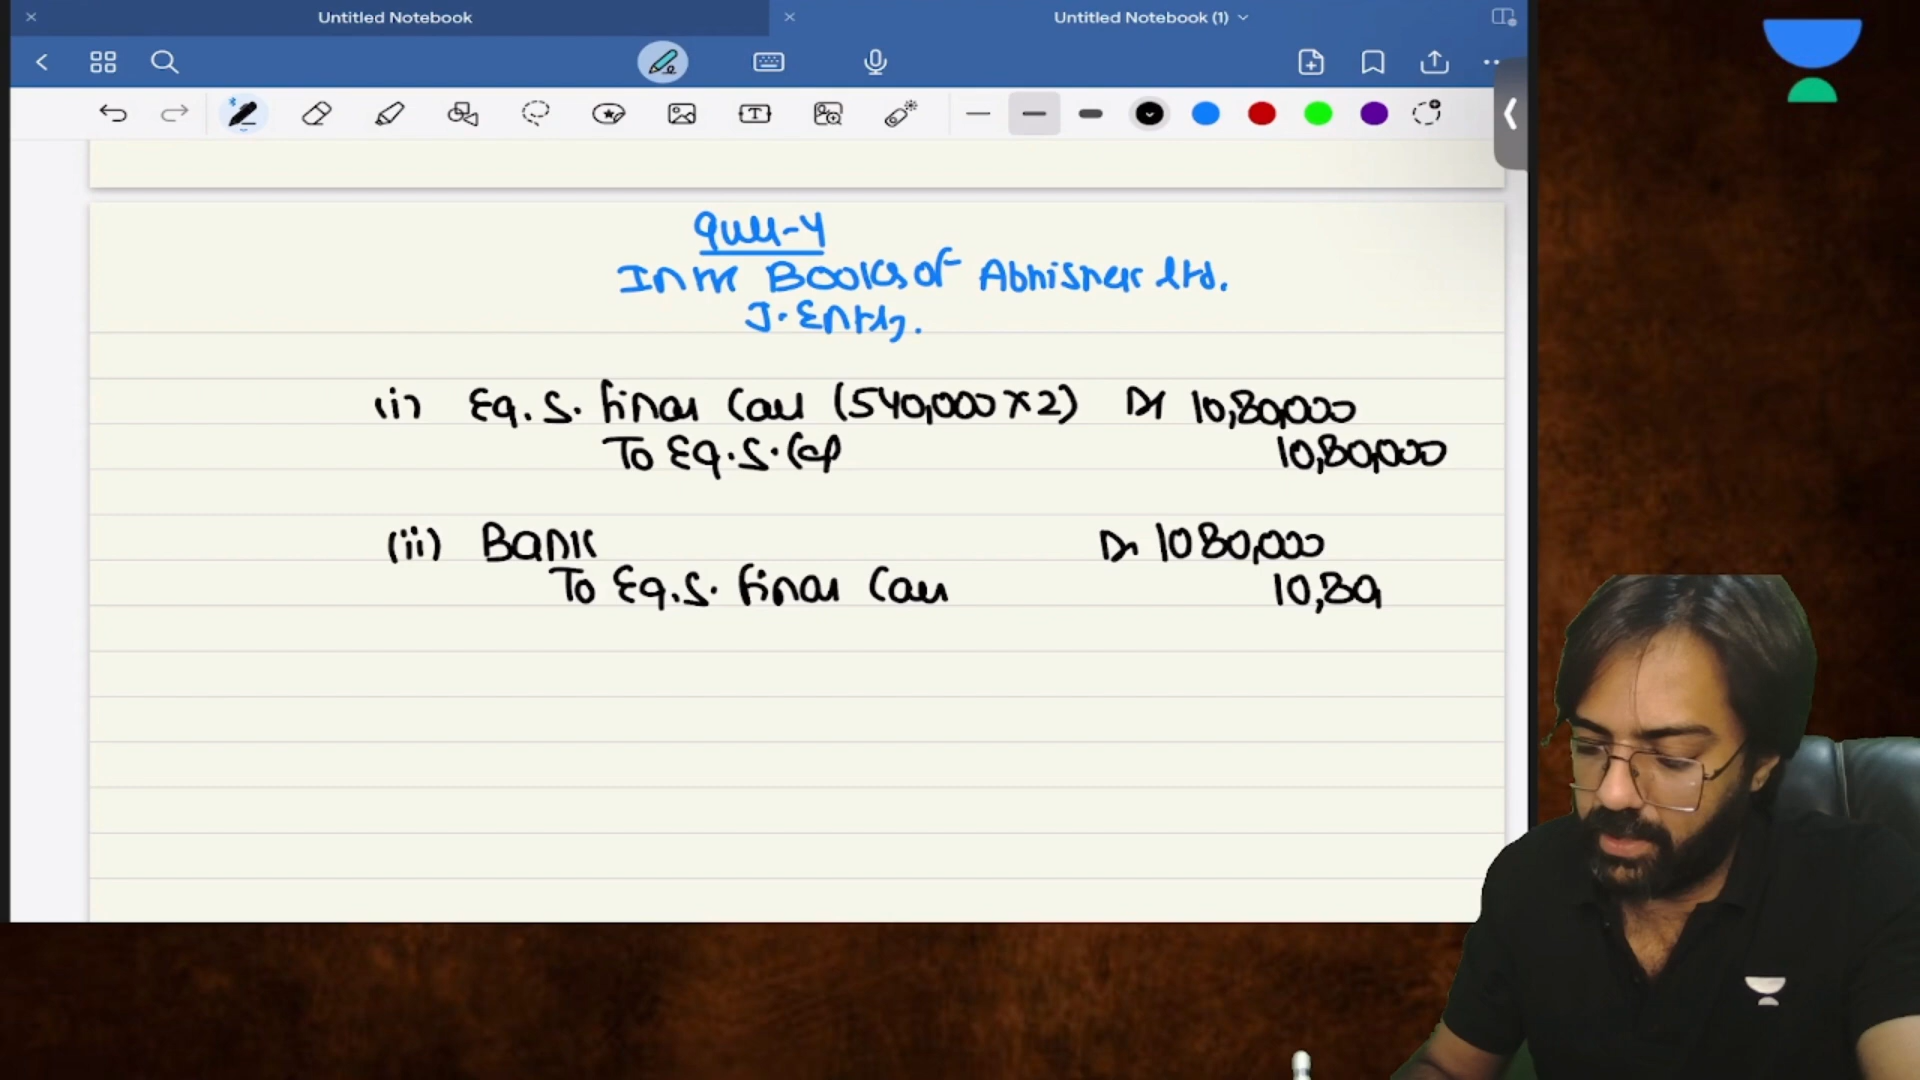 Untitled Notebook
Untitled Notebook (1)
Ques-4
In the Books of Abhishek Ltd.
J. Entry.
(i) Eq. S. Final Call (540,000 × 2) Dr 10,80,000
To Eq. S. Cap 10,80,000
(ii) Bank Dr 1080,000
To Eq. S. Final Call 10,80